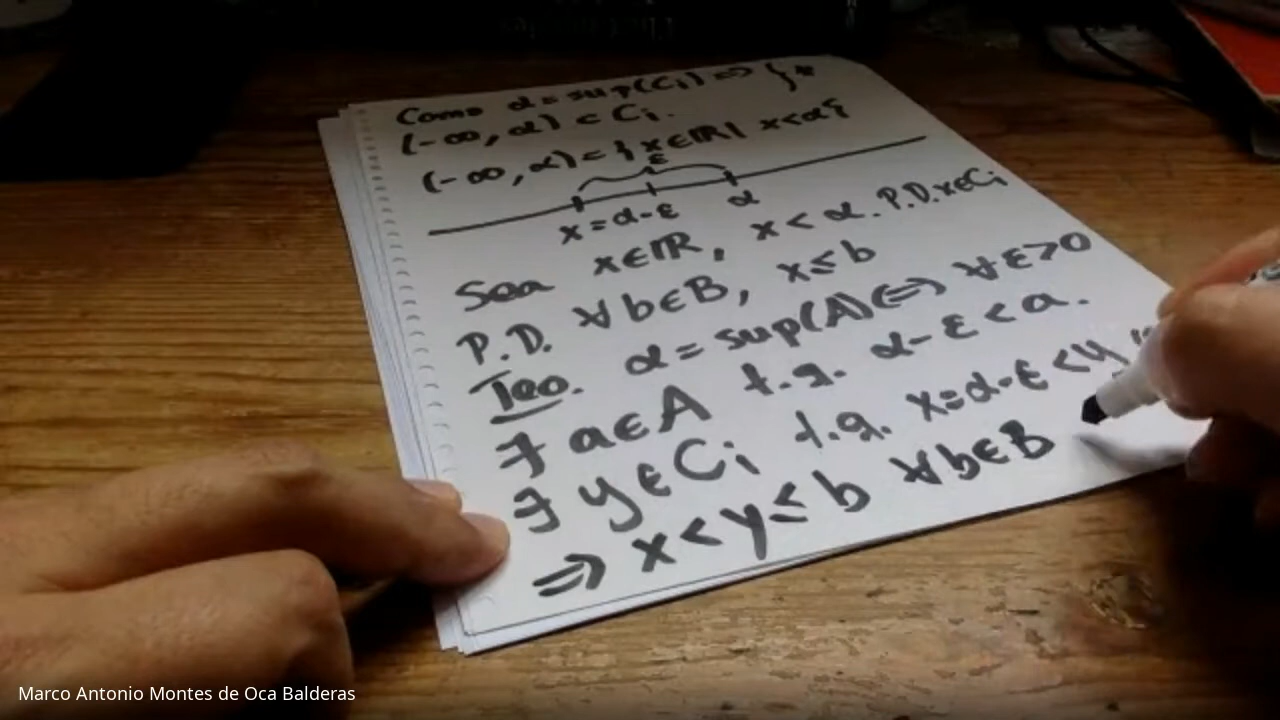 Como α = sup(Ci) ⇒ } *
(-∞, α) ⊂ Ci.
(-∞, α) = { x∈ℝ | x<α}
ε
x = α-ε α
Sea x∈ℝ, x < α. P.D. x∈Ci
P.D. ∀b∈B, x≤b
Teo. α = sup(A) ⇔ ∀ε>0
∃ a∈A t.q. α-ε < a.
∃ y∈Ci t.q. x=α-ε < y
⇒ x < y ≤ b ∀b∈B
Marco Antonio Montes de Oca Balderas